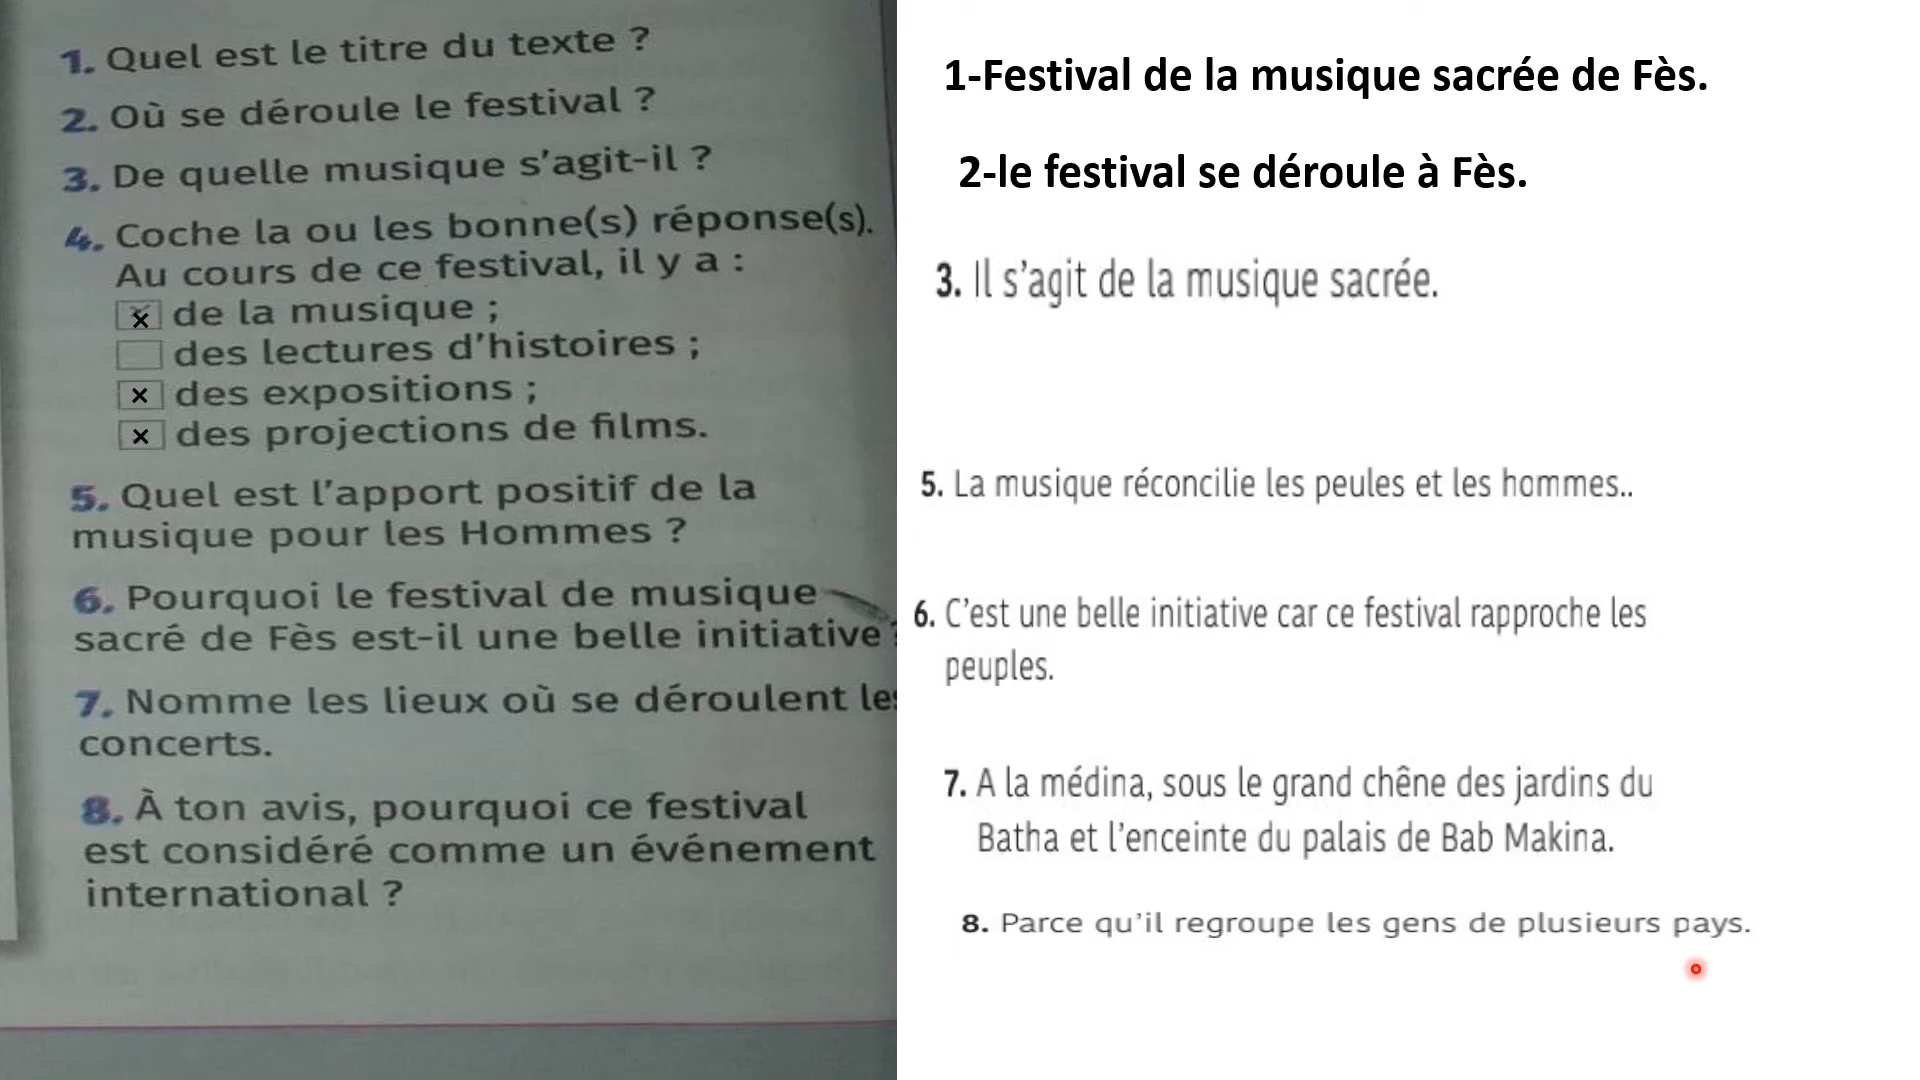 1. Quel est le titre du texte ?
2. Où se déroule le festival ?
3. De quelle musique s'agit-il ?
4. Coche la ou les bonne(s) réponse(s).
Au cours de ce festival, il y a :
x de la musique ;
des lectures d'histoires ;
x des expositions ;
x des projections de films.
5. Quel est l'apport positif de la
musique pour les Hommes ?
6. Pourquoi le festival de musique
sacré de Fès est-il une belle initiative ?
7. Nomme les lieux où se déroulent les
concerts.
8. À ton avis, pourquoi ce festival
est considéré comme un événement
international ?
1-Festival de la musique sacrée de Fès.
2-le festival se déroule à Fès.
3. Il s'agit de la musique sacrée.
5. La musique réconcilie les peules et les hommes..
6. C'est une belle initiative car ce festival rapproche les
peuples.
7. A la médina, sous le grand chêne des jardins du
Batha et l'enceinte du palais de Bab Makina.
8. Parce qu'il regroupe les gens de plusieurs pays.